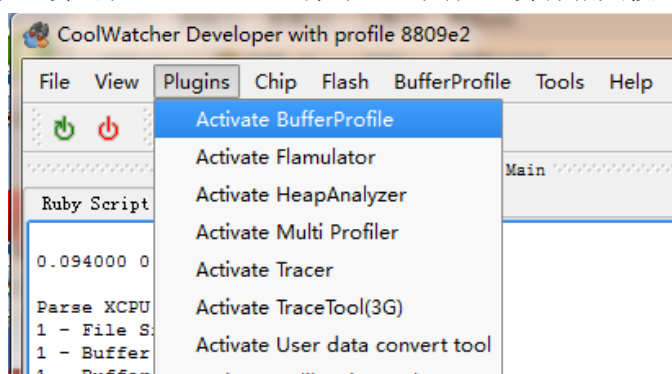 CoolWatcher Developer with profile 8809e2
File View Plugins Chip Flash BufferProfile Tools Help
Activate BufferProfile
Activate Flamulator
Main
Activate HeapAnalyzer
Ruby Script
Activate Multi Profiler
0.094000 0
Activate Tracer
Parse XCPU
Activate TraceTool(3G)
1 - File S
1 - Buffer
Activate User data convert tool